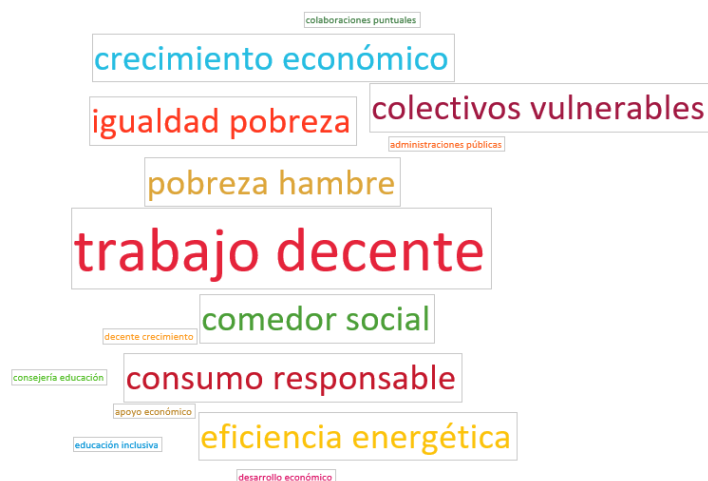 colaboraciones puntuales
crecimiento económico
colectivos vulnerables
igualdad pobreza
administraciones públicas
pobreza hambre
trabajo decente
comedor social
decente crecimiento
consejería educación
consumo responsable
apoyo económico
eficiencia energética
educación inclusiva
desarrollo económico